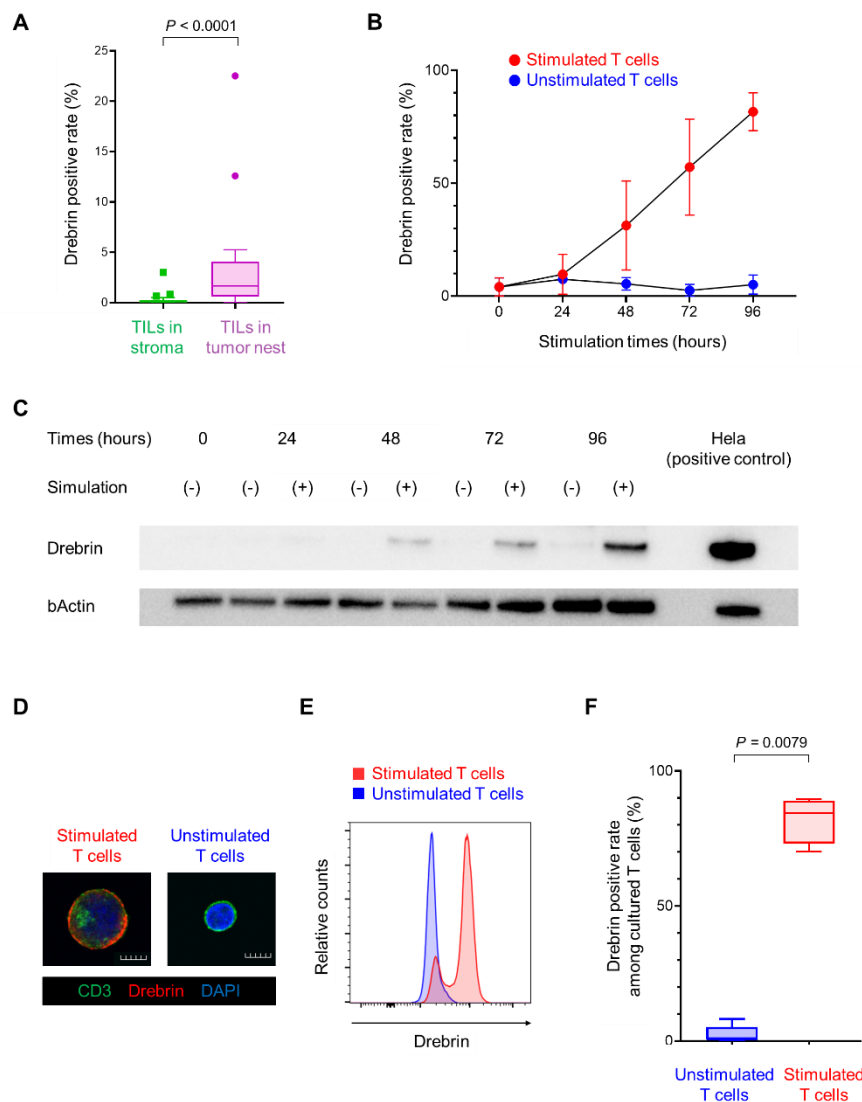 A
P < 0.0001
Drebrin positive rate (%)
25
20
15
10
5
0
TILs in
stroma
TILs in
tumor nest
B
Stimulated T cells
Unstimulated T cells
Drebrin positive rate (%)
100
50
0
0
24
48
72
96
Stimulation times (hours)
C
Times (hours) 0 24 48 72 96 Hela
(positive control)
Simulation (-) (-) (+) (-) (+) (-) (+) (-) (+)
Drebrin
bActin
D
Stimulated
T cells
Unstimulated
T cells
CD3 Drebrin DAPI
E
Stimulated T cells
Unstimulated T cells
Relative counts
Drebrin
F
P = 0.0079
Drebrin positive rate
among cultured T cells (%)
100
50
0
Unstimulated
T cells
Stimulated
T cells